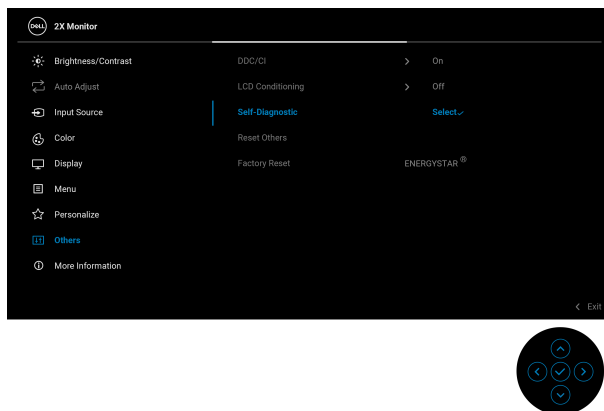 DELL 2X Monitor
Brightness/Contrast DDC/CI On
Auto Adjust LCD Conditioning Off
Input Source Self-Diagnostic Select
Color Reset Others
Display Factory Reset ENERGYSTAR ®
Menu
Personalize
Others
More Information
Exit